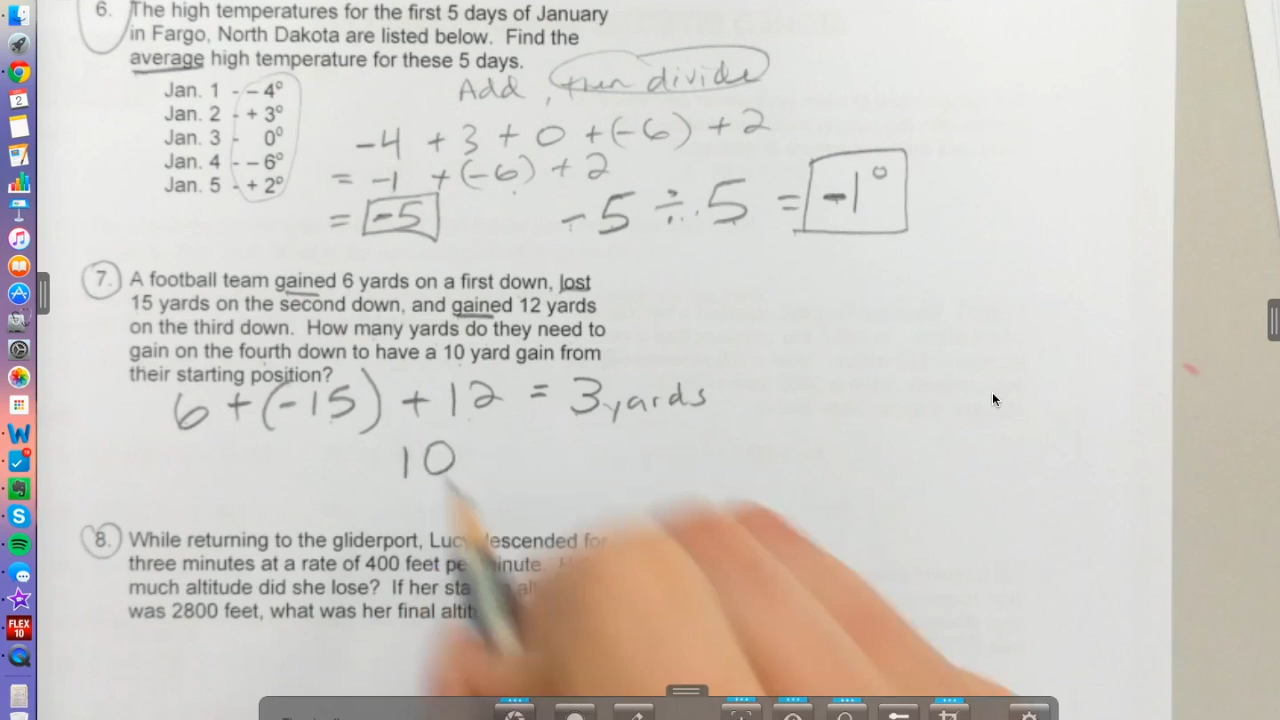 6. The high temperatures for the first 5 days of January
in Fargo, North Dakota are listed below. Find the
average high temperature for these 5 days.
Add, then divide
Jan. 1 - - 4°
Jan. 2 - + 3°
Jan. 3 - 0°
Jan. 4 - - 6°
Jan. 5 - + 2°
-4 + 3 + 0 + (-6) + 2
= -1 + (-6) + 2
= -5
-5 ÷ 5 = -1°
7. A football team gained 6 yards on a first down, lost
15 yards on the second down, and gained 12 yards
on the third down. How many yards do they need to
gain on the fourth down to have a 10 yard gain from
their starting position?
6 + (-15) + 12 = 3 yards
10
8. While returning to the gliderport, Lucy descended for
three minutes at a rate of 400 feet per minute.
much altitude did she lose? If her
was 2800 feet, what was her final
2
W
S
FLEX
10